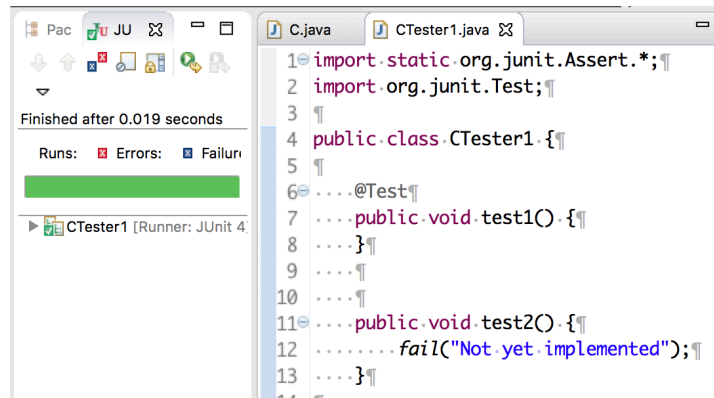 Pac JU
Finished after 0.019 seconds
Runs: Errors: Failur
CTester1 [Runner: JUnit 4
C.java CTester1.java
1 import·static·org.junit.Assert.*;¶
2 import·org.junit.Test;¶
3 ¶
4 public·class·CTester1·{¶
5 ¶
6 ····@Test¶
7 ····public·void·test1()·{¶
8 ····}¶
9 ····¶
10 ····¶
11 ····public·void·test2()·{¶
12 ········fail("Not·yet·implemented");¶
13 ····}¶